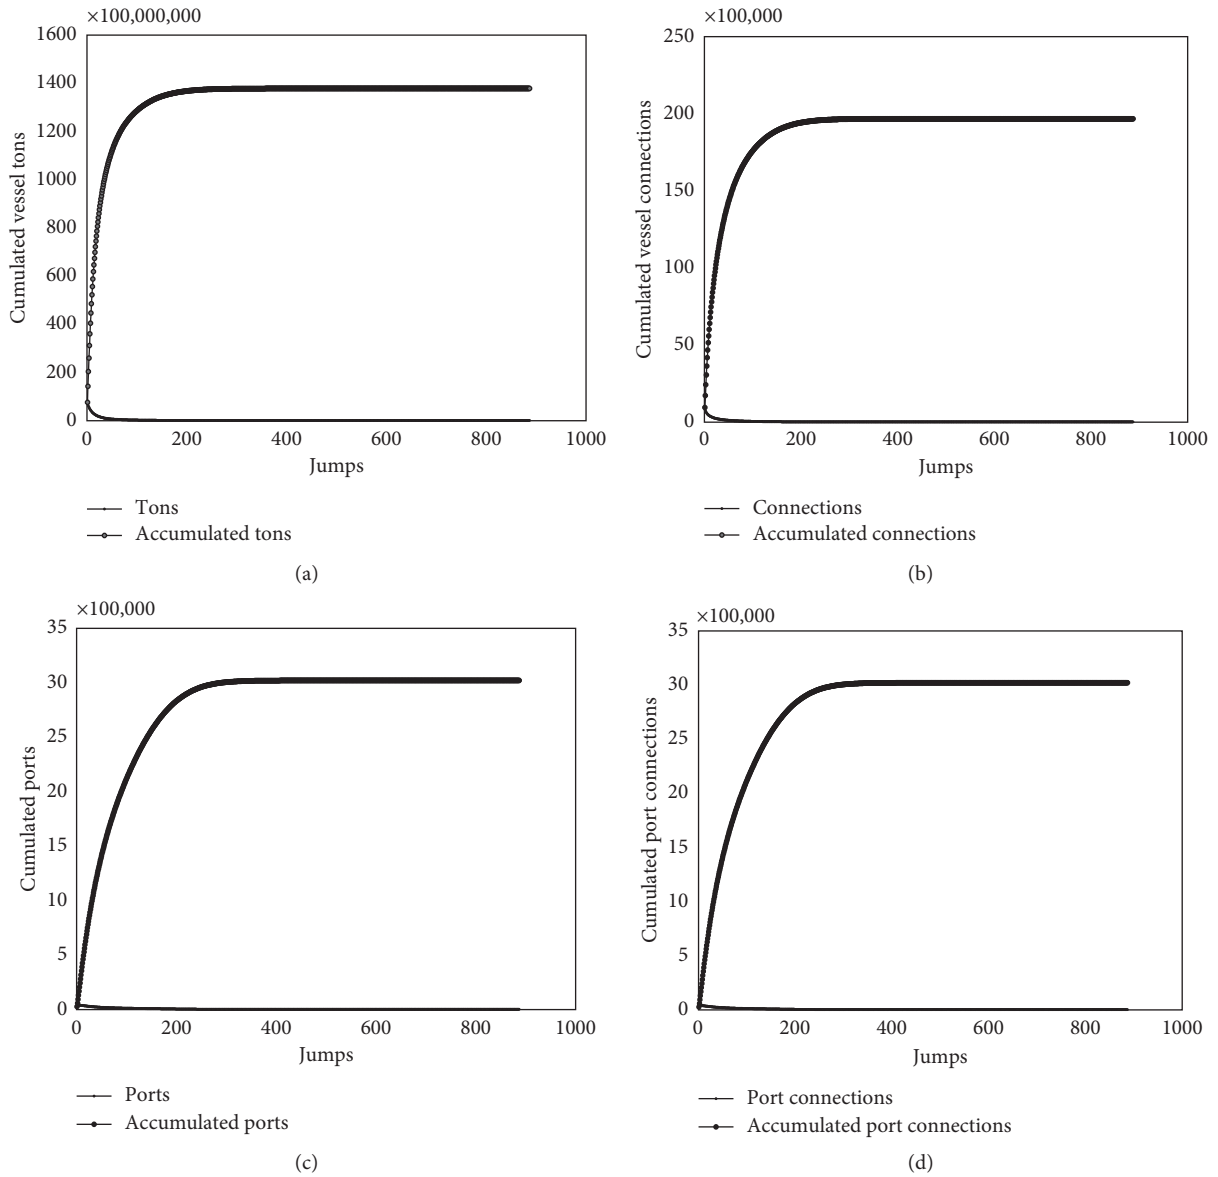 ×100,000,000
1600
1400
1200
1000
800
600
400
200
0
Cumulated vessel tons
0 200 400 600 800 1000
Jumps
Tons
Accumulated tons
(a)
×100,000
250
200
150
100
50
0
Cumulated vessel connections
0 200 400 600 800 1000
Jumps
Connections
Accumulated connections
(b)
×100,000
35
30
25
20
15
10
5
0
Cumulated ports
0 200 400 600 800 1000
Jumps
Ports
Accumulated ports
(c)
×100,000
35
30
25
20
15
10
5
0
Cumulated port connections
0 200 400 600 800 1000
Jumps
Port connections
Accumulated port connections
(d)